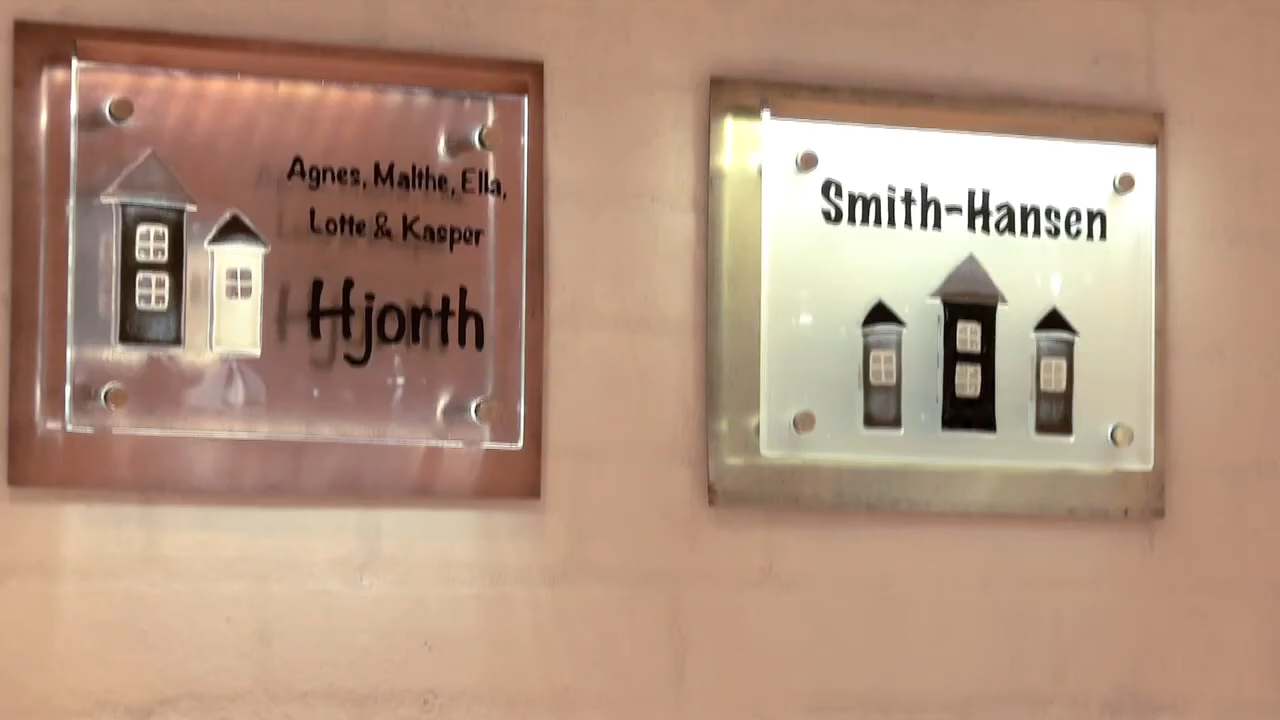 Agnes, Malthe, Ella,
Lotte & Kasper
Hjorth
Smith-Hansen